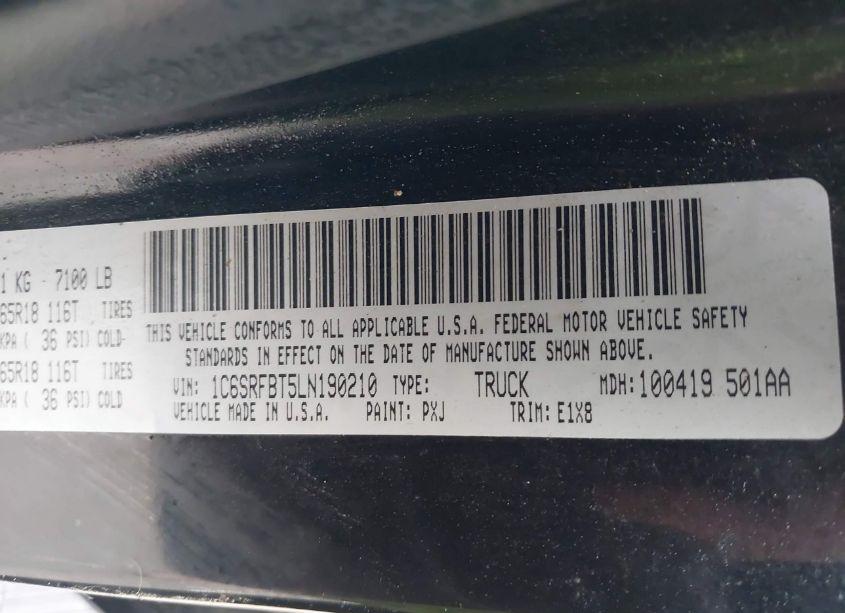 1 KG - 7100 LB
65R18 116T TIRES
KPA ( 36 PSI) COLD-
65R18 116T TIRES
KPA ( 36 PSI) COLD
THIS VEHICLE CONFORMS TO ALL APPLICABLE U.S.A. FEDERAL MOTOR VEHICLE SAFETY
STANDARDS IN EFFECT ON THE DATE OF MANUFACTURE SHOWN ABOVE.
VIN: 1C6SRFBT5LN190210 TYPE: TRUCK MDH:100419 501AA
VEHICLE MADE IN U.S.A. PAINT: PXJ TRIM: E1X8